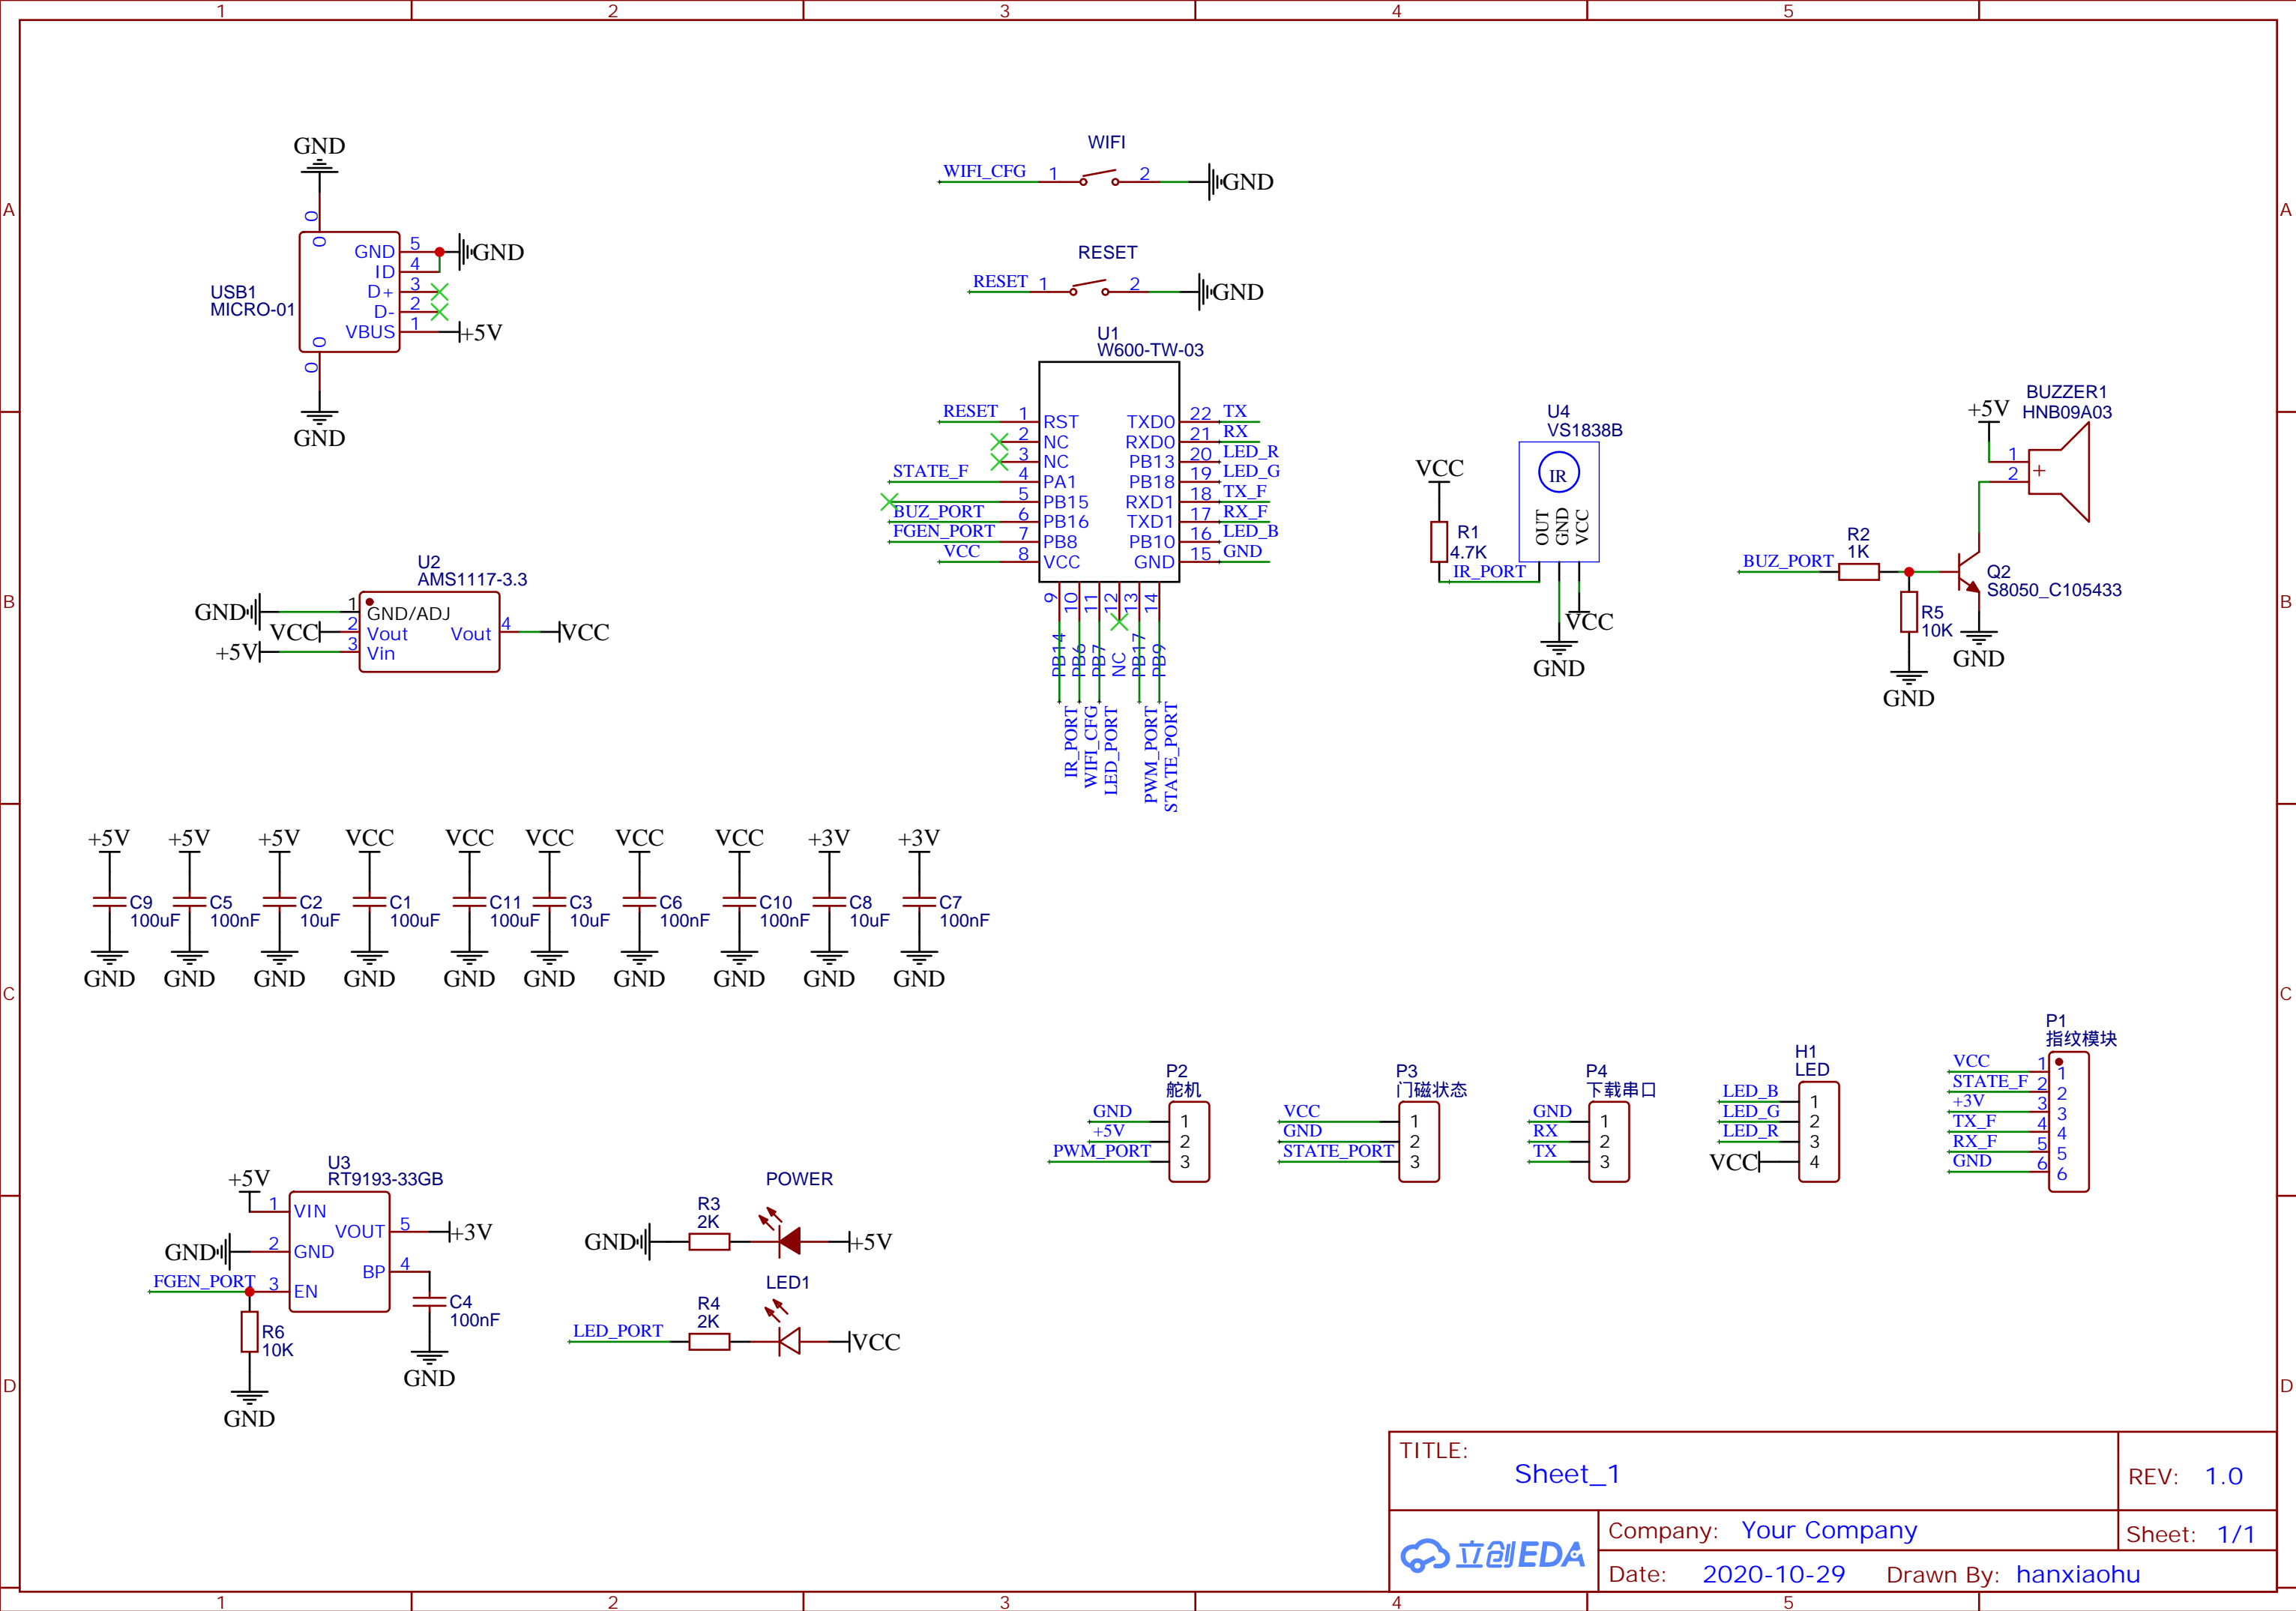 1 2 3 4 5
A A
B B
C C
D D
GND
0
0
USB1
MICRO-01
GND 5 GND
ID 4
D+ 3
D- 2
VBUS 1 +5V
0
0
GND
WIFI
WIFI_CFG 1 2 GND
RESET
RESET 1 2 GND
U1
W600-TW-03
RESET 1 RST TXD0 22 TX
2 NC RXD0 21 RX
3 NC PB13 20 LED_R
STATE_F 4 PA1 PB18 19 LED_G
5 PB15 RXD1 18 TX_F
BUZ_PORT 6 PB16 TXD1 17 RX_F
FGEN_PORT 7 PB8 PB10 16 LED_B
VCC 8 VCC GND 15 GND
9 10 11 12 13 14
PB14 PB6 PB7 NC PB17 PB9
IR_PORT WIFI_CFG LED_PORT PWM_PORT STATE_PORT
U4
VS1838B
IR
OUT GND VCC
VCC
R1
4.7K
IR_PORT
VCC
GND
BUZZER1
HNB09A03
+5V
1
2
+
BUZ_PORT
R2
1K
Q2
S8050_C105433
R5
10K
GND
GND
U2
AMS1117-3.3
GND 1 GND/ADJ
VCC 2 Vout Vout 4 VCC
+5V 3 Vin
+5V +5V +5V VCC VCC VCC VCC VCC +3V +3V
C9 C5 C2 C1 C11 C3 C6 C10 C8 C7
100uF 100nF 10uF 100uF 100uF 10uF 100nF 100nF 10uF 100nF
GND GND GND GND GND GND GND GND GND GND
P2
舵机
GND 1
+5V 2
PWM_PORT 3
P3
门磁状态
VCC 1
GND 2
STATE_PORT 3
P4
下载串口
GND 1
RX 2
TX 3
H1
LED
LED_B 1
LED_G 2
LED_R 3
VCC 4
P1
指纹模块
VCC 1 1
STATE_F 2 2
+3V 3 3
TX_F 4 4
RX_F 5 5
GND 6 6
U3
RT9193-33GB
+5V 1 VIN
VOUT 5 +3V
GND 2 GND
BP 4
FGEN_PORT 3 EN
C4
100nF
GND
R6
10K
GND
POWER
R3
2K
GND +5V
LED1
R4
2K
LED_PORT VCC
TITLE:
Sheet_1
REV: 1.0
立创EDA
Company: Your Company
Sheet: 1/1
Date: 2020-10-29 Drawn By: hanxiaohu
1 2 3 4 5